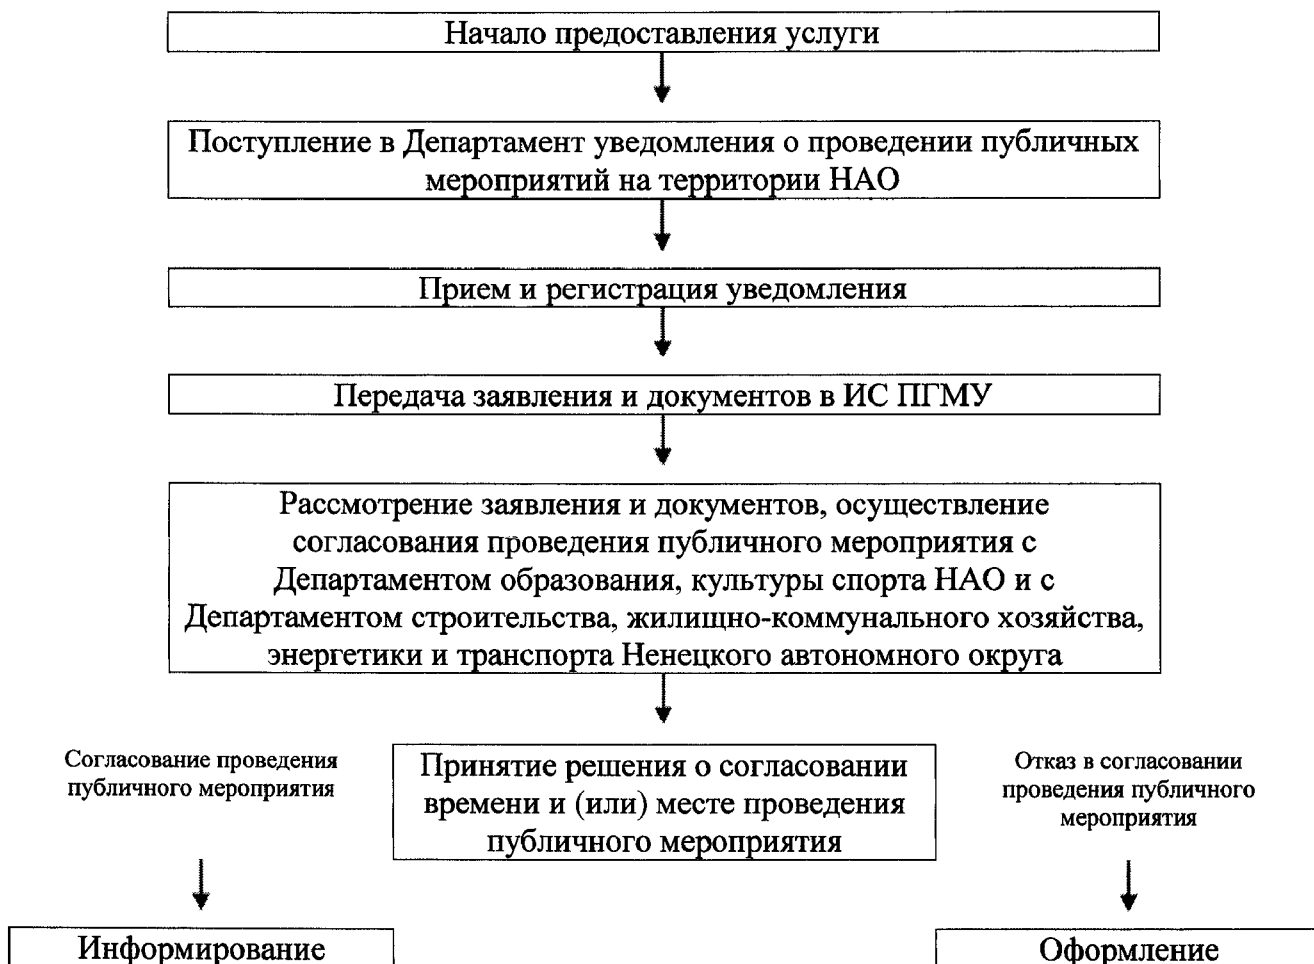 Начало предоставления услуги
Поступление в Департамент уведомления о проведении публичных
мероприятий на территории НАО
Прием и регистрация уведомления
Передача заявления и документов в ИС ПГМУ
Рассмотрение заявления и документов, осуществление
согласования проведения публичного мероприятия с
Департаментом образования, культуры спорта НАО и с
Департаментом строительства, жилищно-коммунального хозяйства,
энергетики и транспорта Ненецкого автономного округа
Согласование проведения
публичного мероприятия
Принятие решения о согласовании
времени и (или) месте проведения
публичного мероприятия
Отказ в согласовании
проведения публичного
мероприятия
Информирование
Оформление